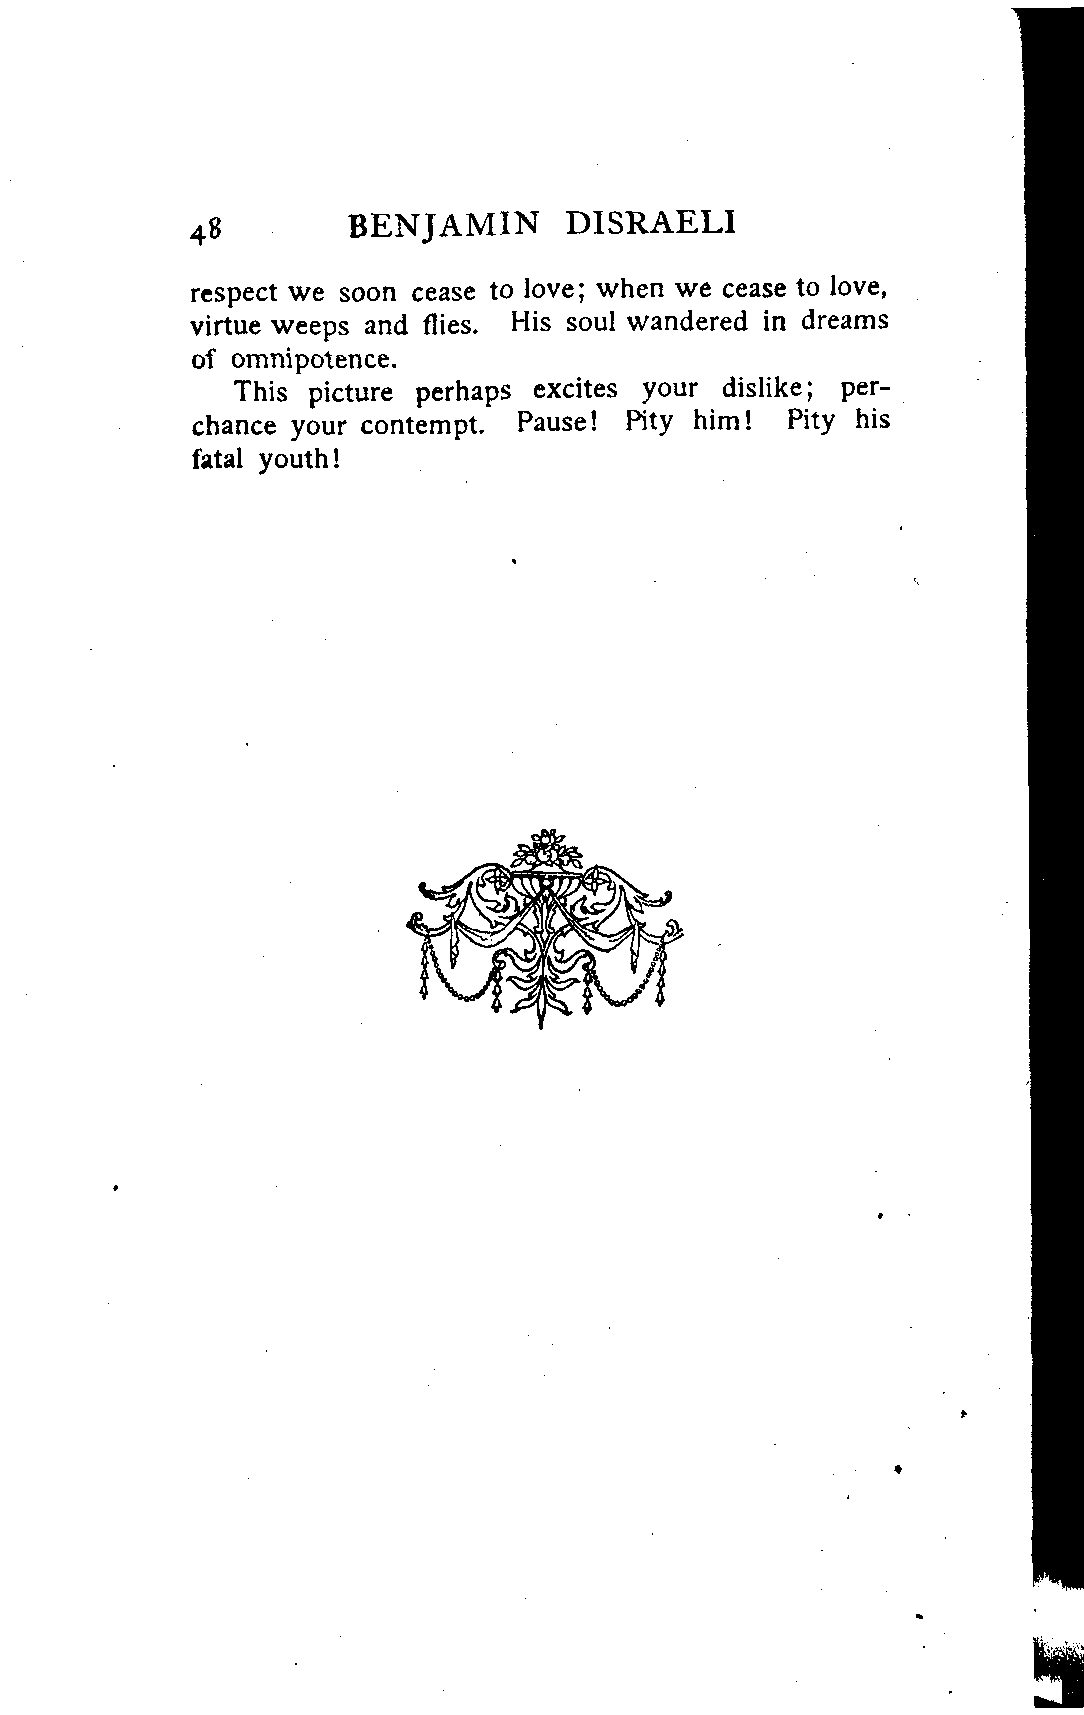 48 BENJAMIN DISRAELI
respect we soon cease to love; when we cease to love,
virtue weeps and flies. His soul wandered in dreams
of omnipotence.
This picture perhaps excites your dislike; per-
chance your contempt. Pause! Pity him! Pity his
fatal youth!